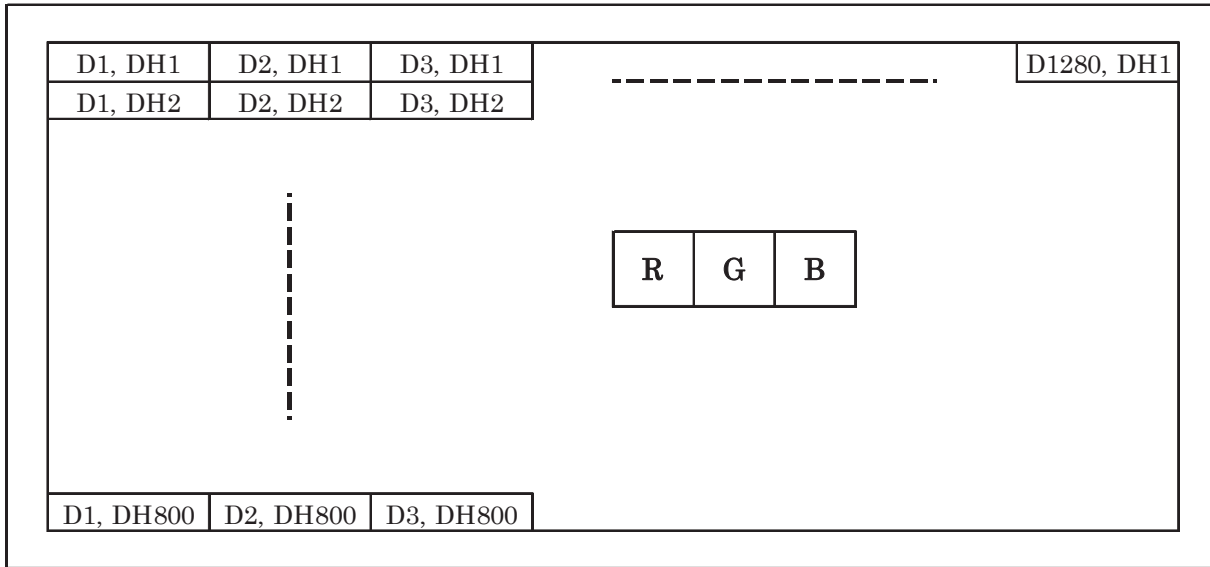 D1, DH1 D2, DH1 D3, DH1 D1280, DH1
D1, DH2 D2, DH2 D3, DH2
R G B
D1, DH800 D2, DH800 D3, DH800